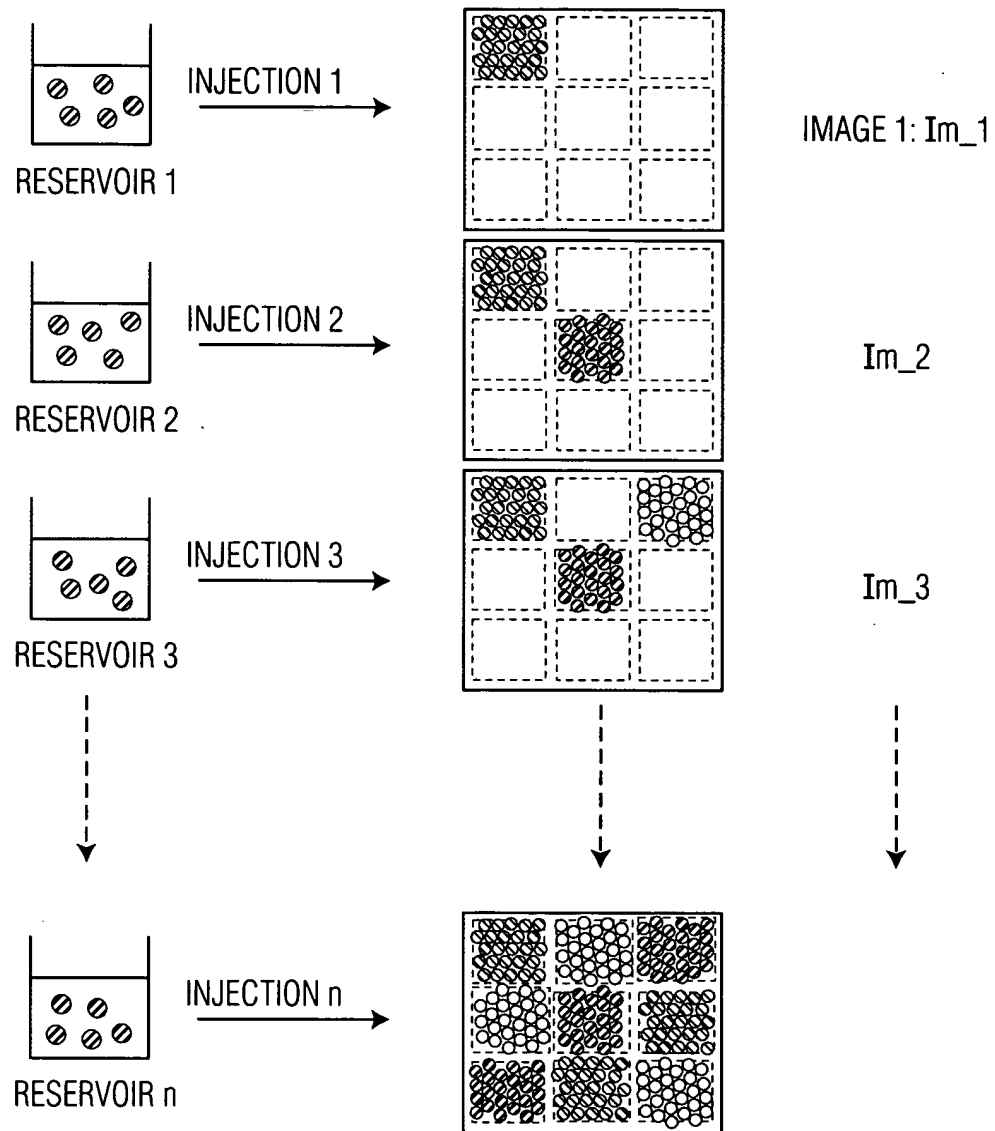 INJECTION 1
IMAGE 1: Im_1
RESERVOIR 1
INJECTION 2
Im_2
RESERVOIR 2
INJECTION 3
Im_3
RESERVOIR 3
INJECTION n
RESERVOIR n